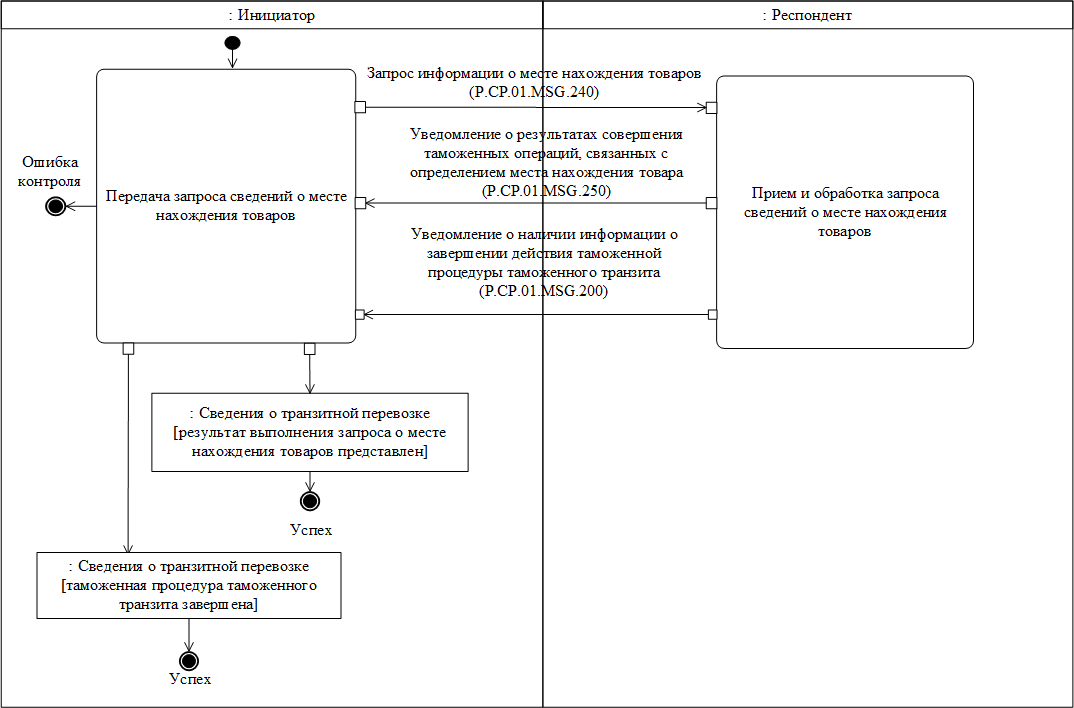 : Инициатор
: Респондент
Запрос информации о месте нахождения товаров
(P.CP.01.MSG.240)
Уведомление о результатах совершения
таможенных операций, связанных с
определением места нахождения товара
(P.CP.01.MSG.250)
Ошибка
контроля
Передача запроса сведений о месте
нахождения товаров
Прием и обработка запроса
сведений о месте нахождения
товаров
Уведомление о наличии информации о
завершении действия таможенной
процедуры таможенного транзита
(P.CP.01.MSG.200)
: Сведения о транзитной перевозке
[результат выполнения запроса о месте
нахождения товаров представлен]
Успех
: Сведения о транзитной перевозке
[таможенная процедура таможенного
транзита завершена]
Успех